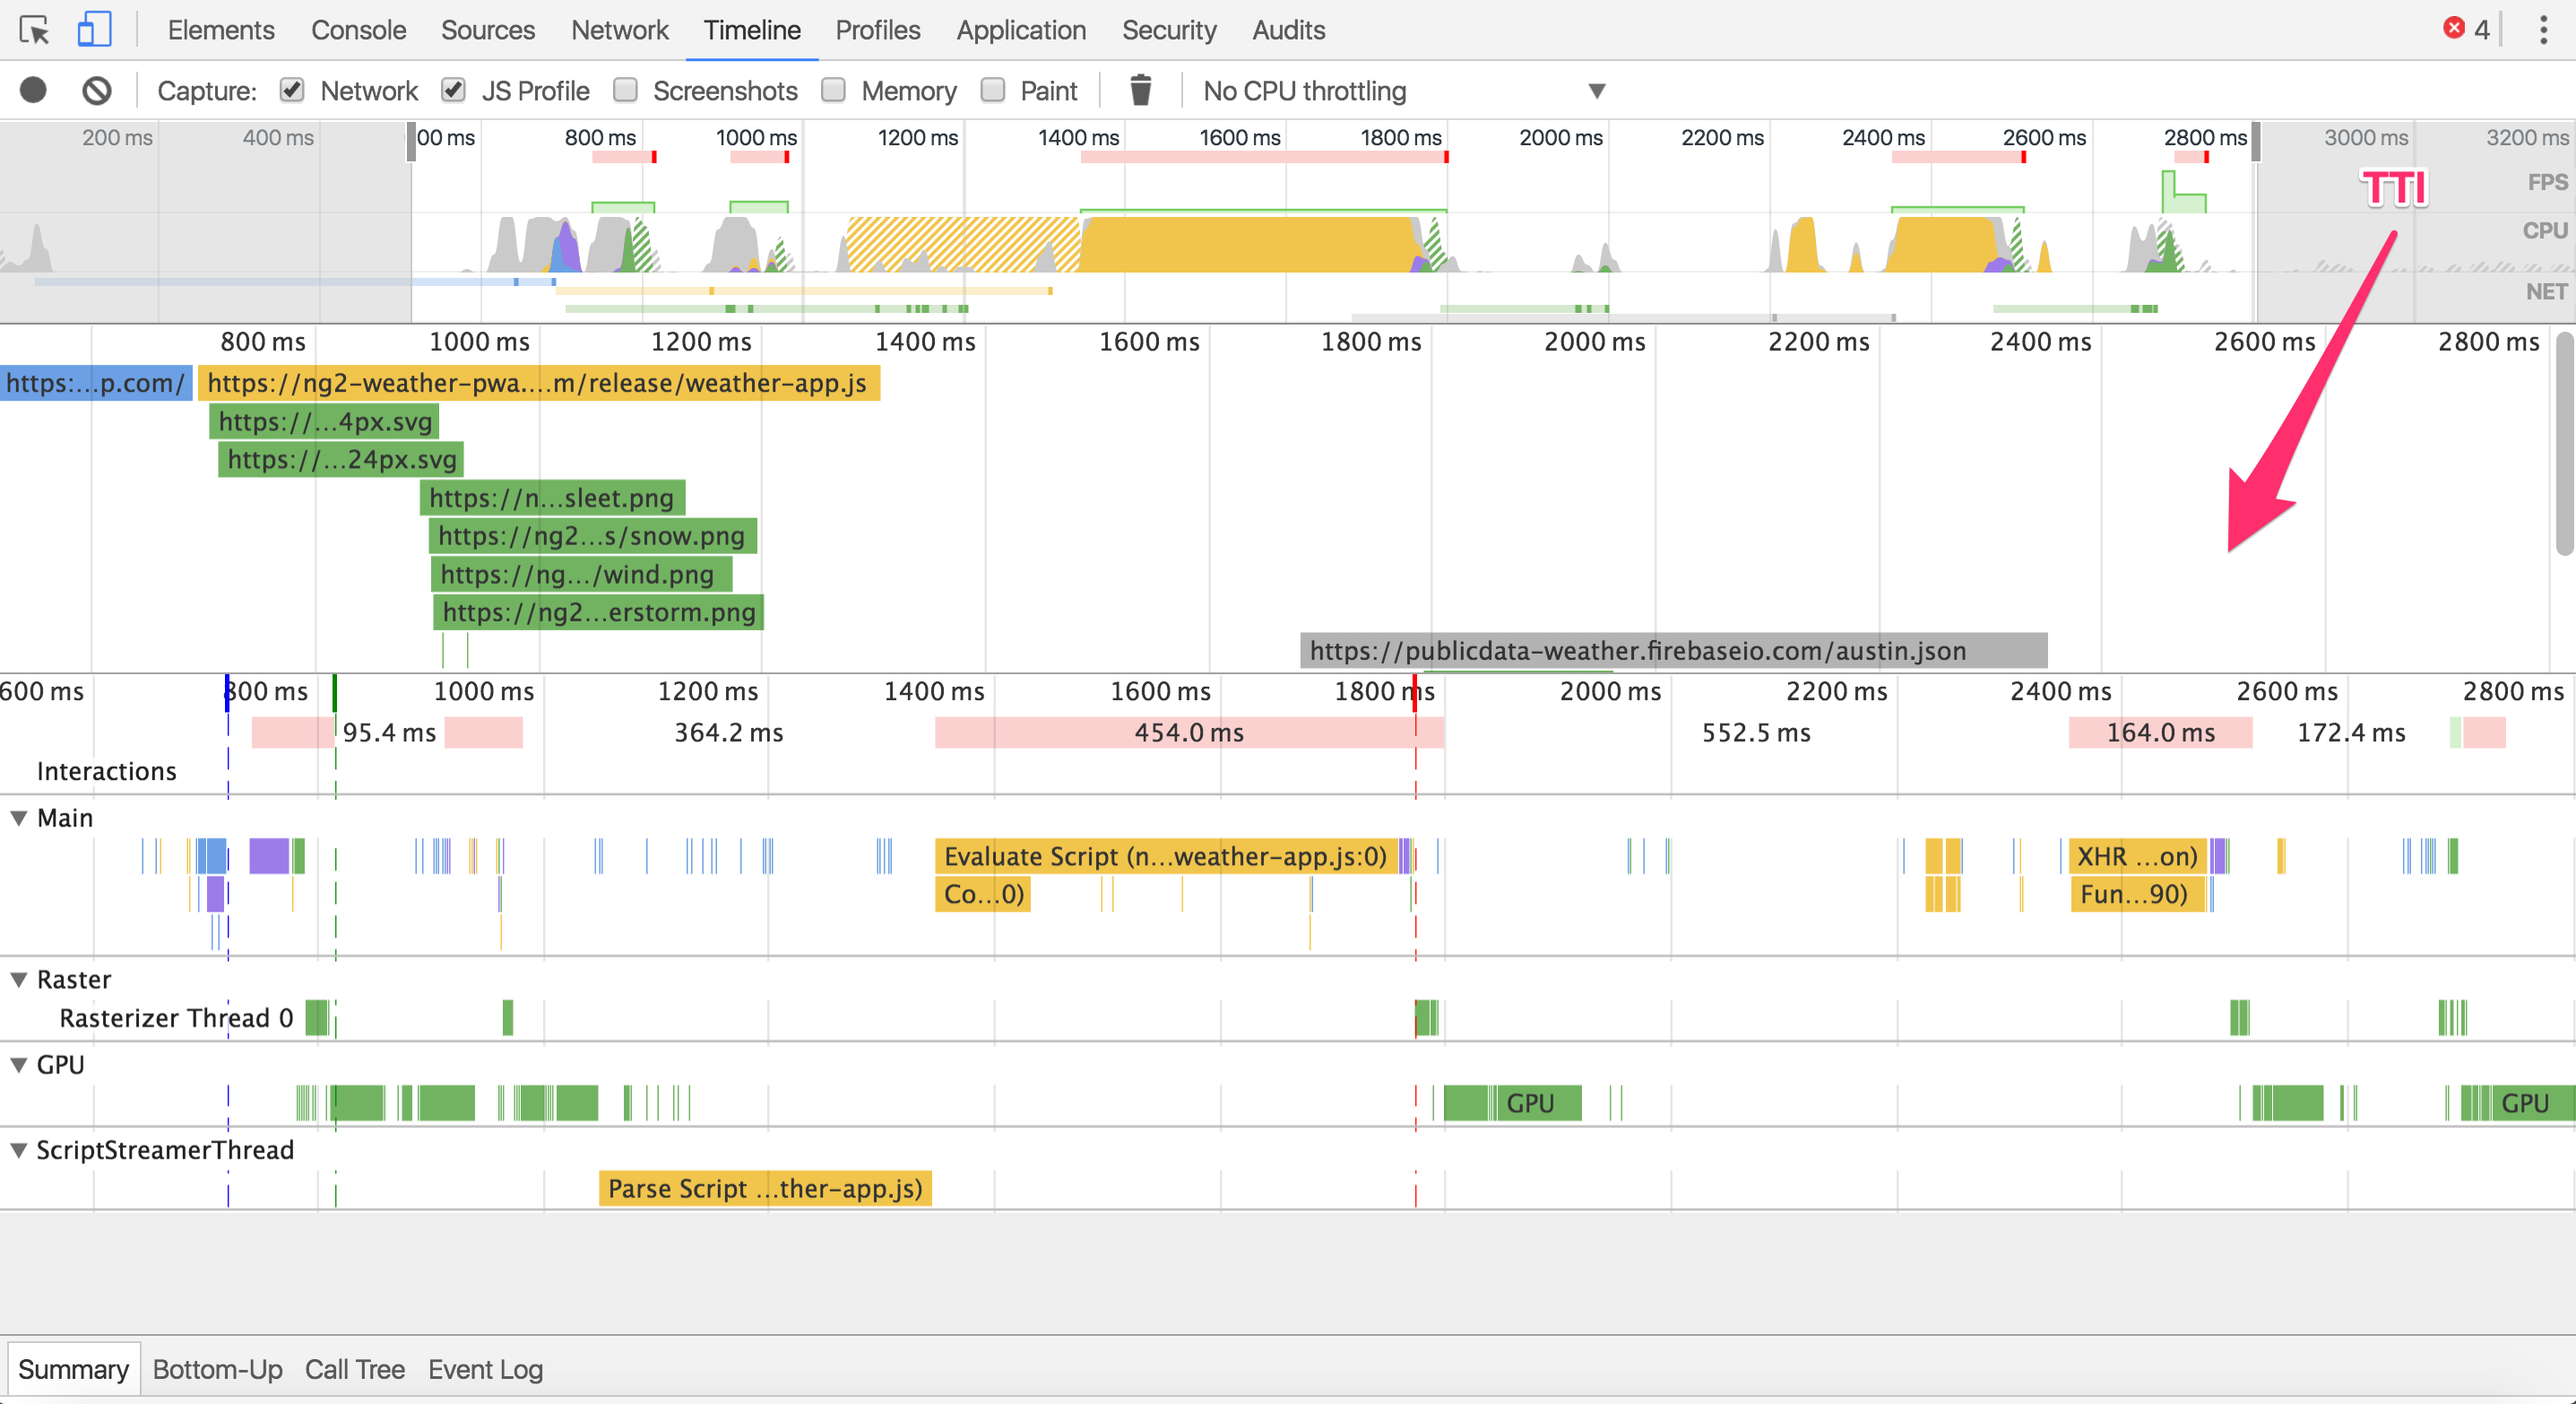 Elements Console Sources Network Timeline Profiles Application Security Audits 4
Capture: Network JS Profile Screenshots Memory Paint No CPU throttling
200 ms 400 ms 00 ms 800 ms 1000 ms 1200 ms 1400 ms 1600 ms 1800 ms 2000 ms 2200 ms 2400 ms 2600 ms 2800 ms 3000 ms 3200 ms
TTI FPS
CPU
NET
800 ms 1000 ms 1200 ms 1400 ms 1600 ms 1800 ms 2000 ms 2200 ms 2400 ms 2600 ms 2800 ms
https:...p.com/ https://ng2-weather-pwa....m/release/weather-app.js
https://...4px.svg
https://...24px.svg
https://n...sleet.png
https://ng2...s/snow.png
https://ng.../wind.png
https://ng2...erstorm.png
https://publicdata-weather.firebaseio.com/austin.json
600 ms 800 ms 1000 ms 1200 ms 1400 ms 1600 ms 1800 ms 2000 ms 2200 ms 2400 ms 2600 ms 2800 ms
95.4 ms 364.2 ms 454.0 ms 552.5 ms 164.0 ms 172.4 ms
Interactions
Main
Evaluate Script (n...weather-app.js:0) XHR ...on)
Co...0) Fun...90)
Raster
Rasterizer Thread 0
GPU
GPU GPU
ScriptStreamerThread
Parse Script ...ther-app.js)
Summary Bottom-Up Call Tree Event Log